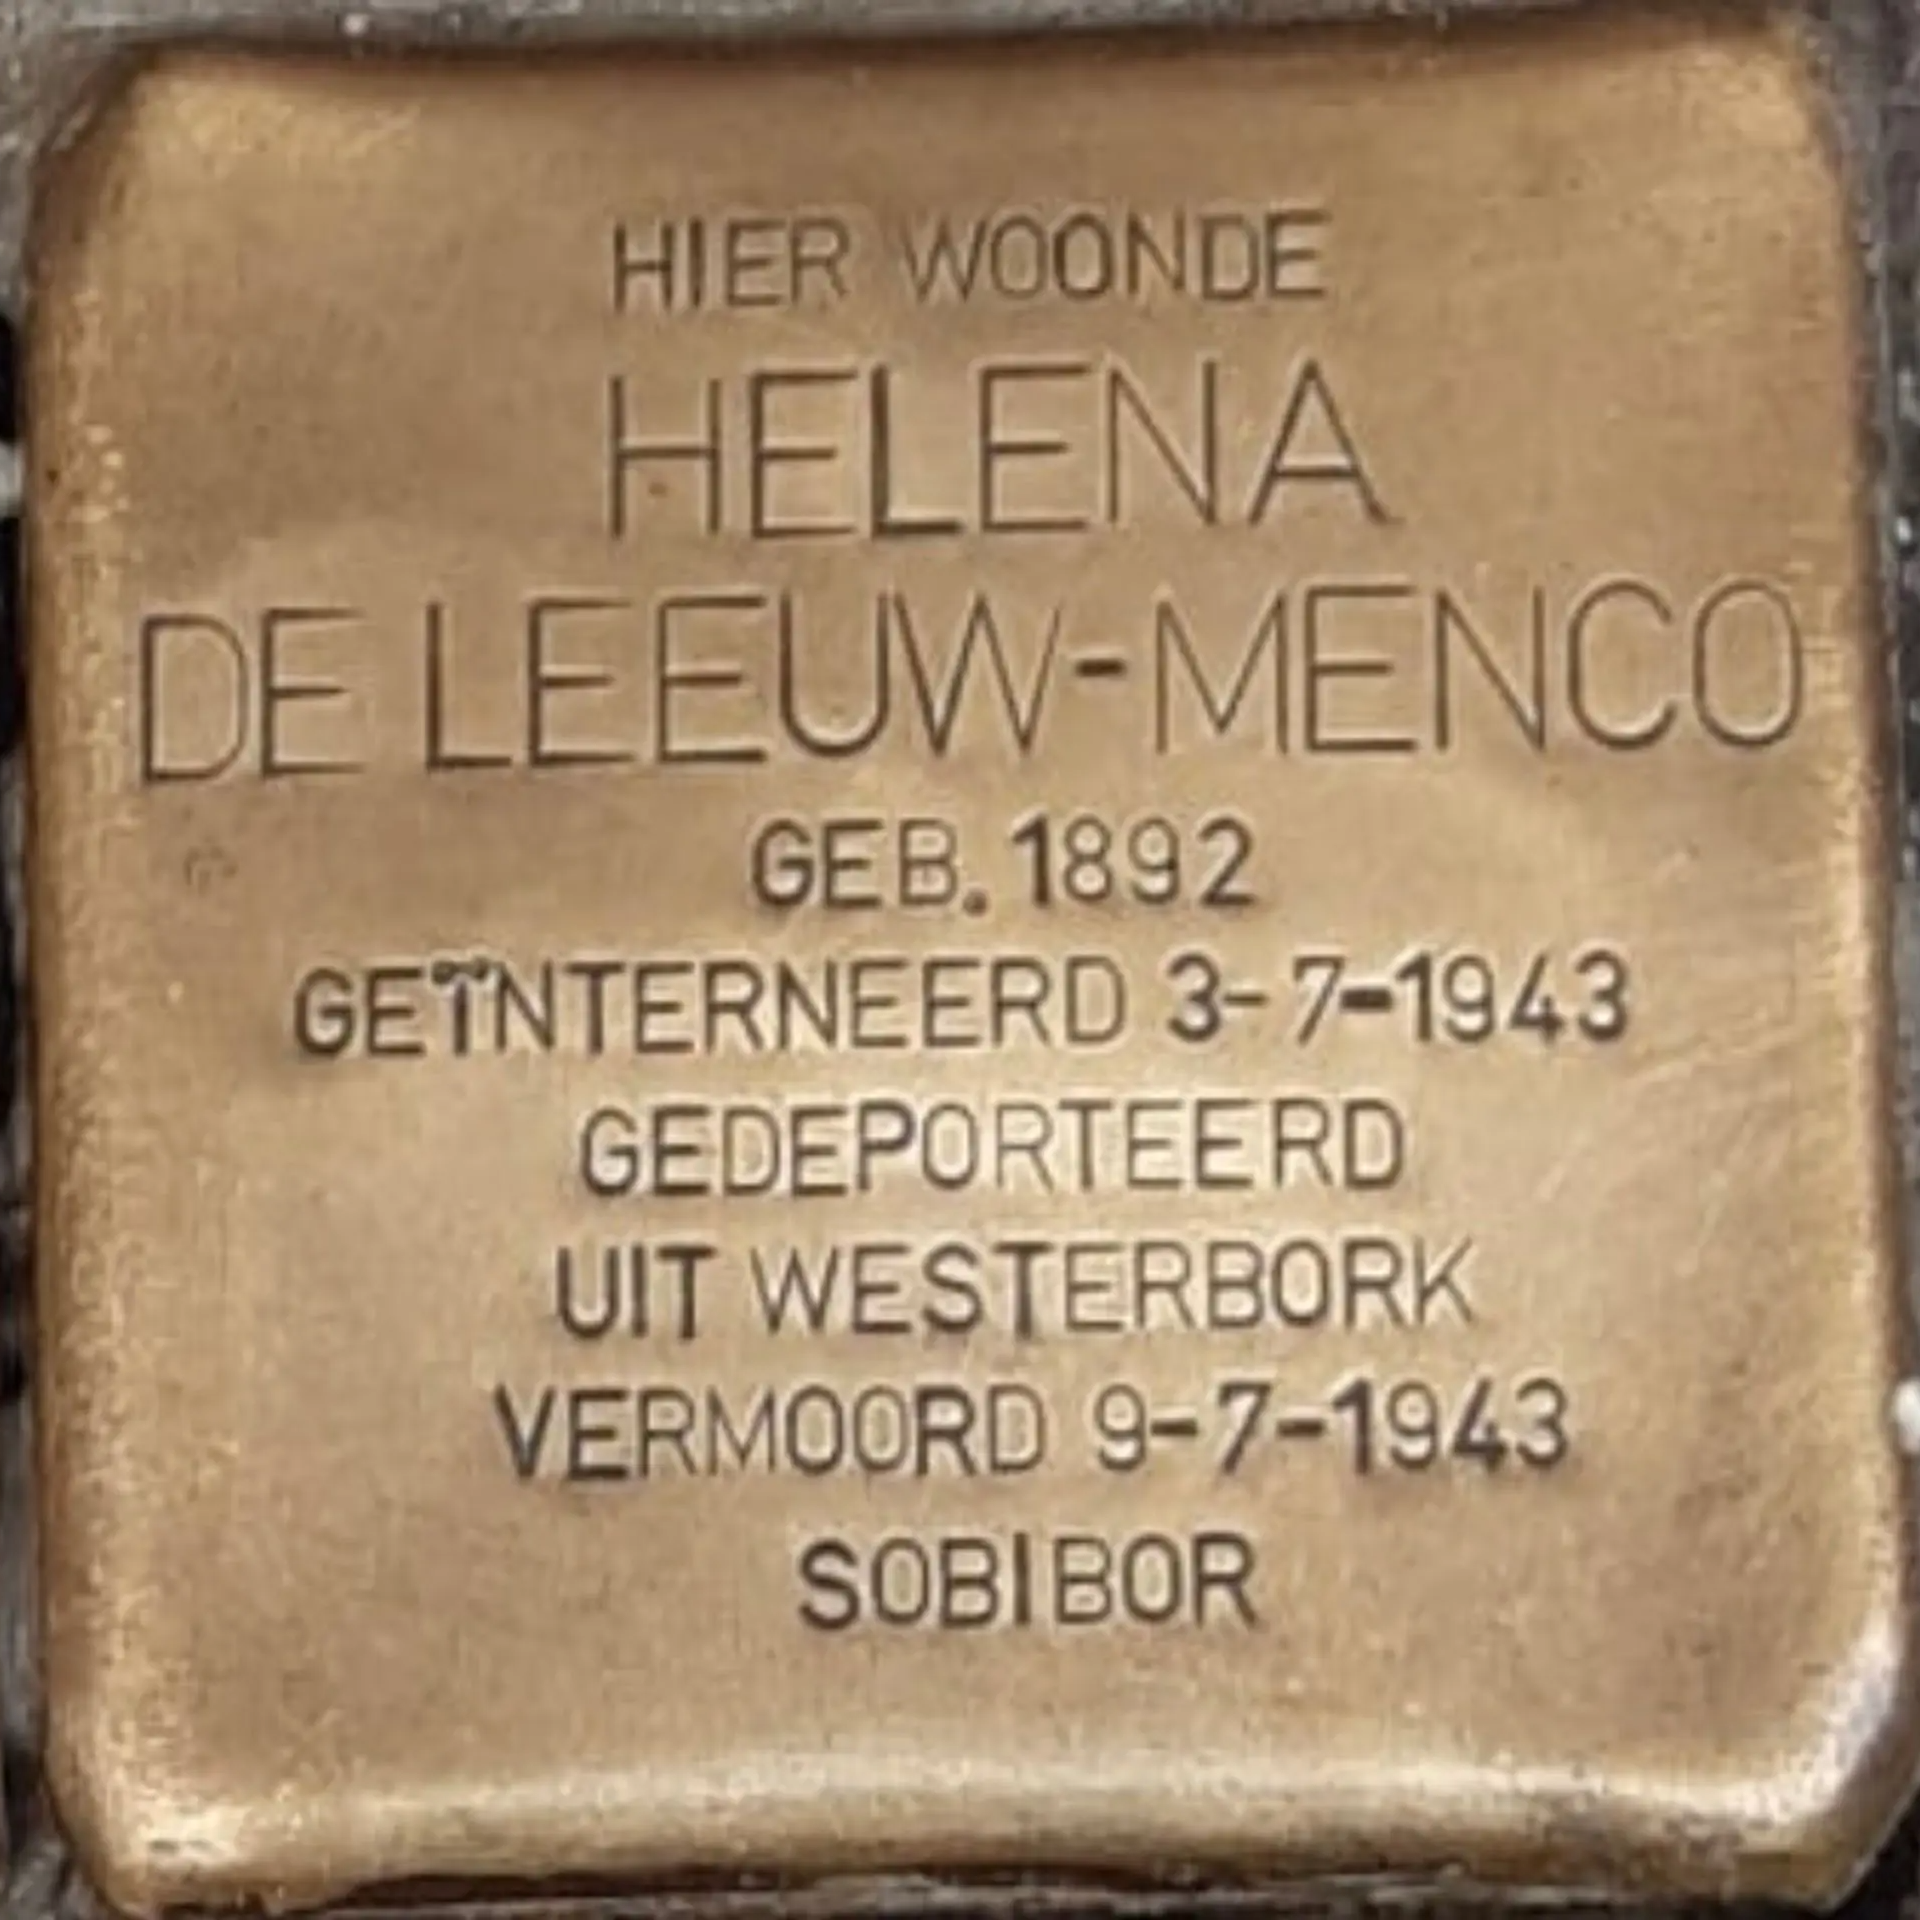 HIER WOONDE
HELENA
DE LEEUW-MENCO
GEB. 1892
GEÏNTERNEERD 3-7-1943
GEDEPORTEERD
UIT WESTERBORK
VERMOORD 9-7-1943
SOBIBOR